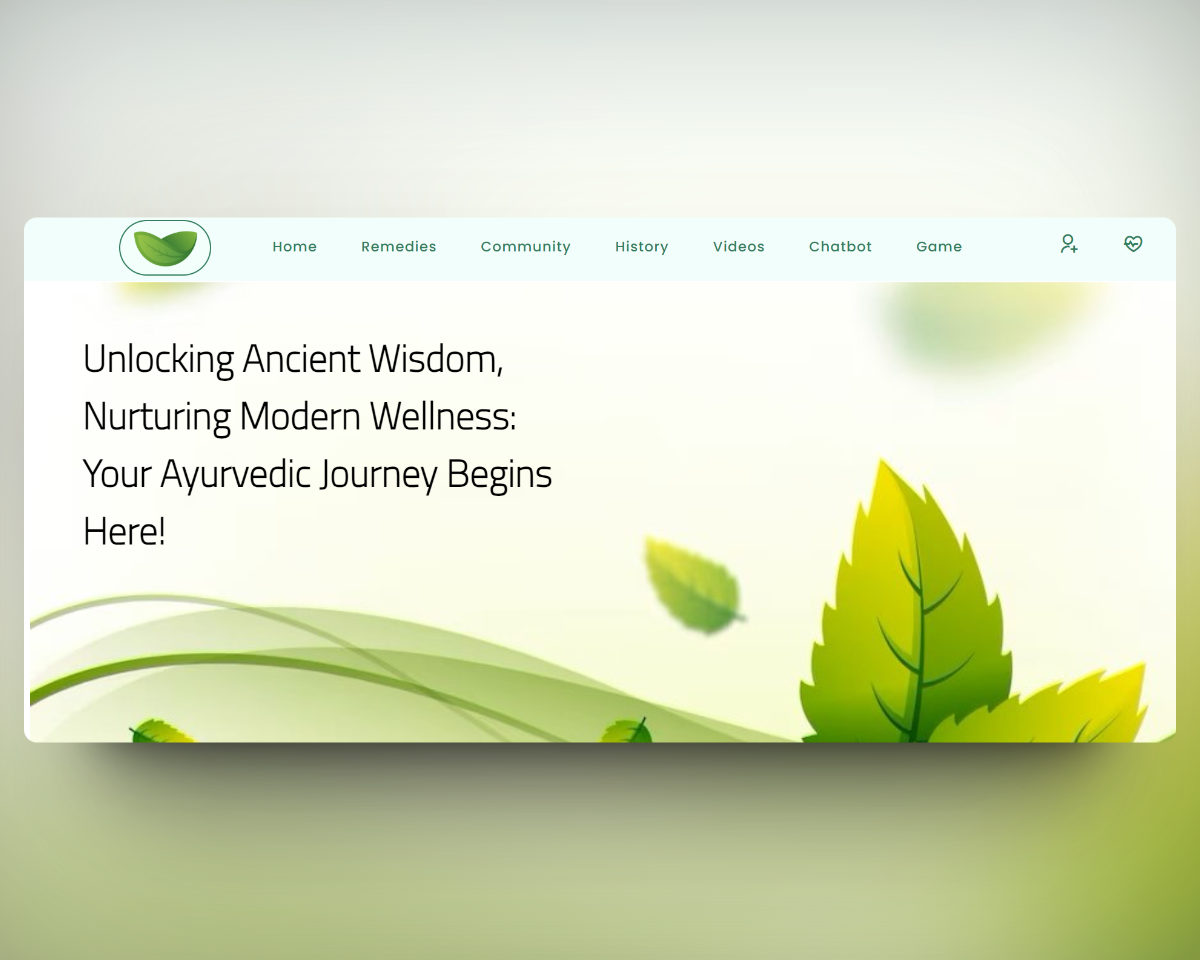 Home Remedies Community History Videos Chatbot Game
Unlocking Ancient Wisdom,
Nurturing Modern Wellness:
Your Ayurvedic Journey Begins
Here!